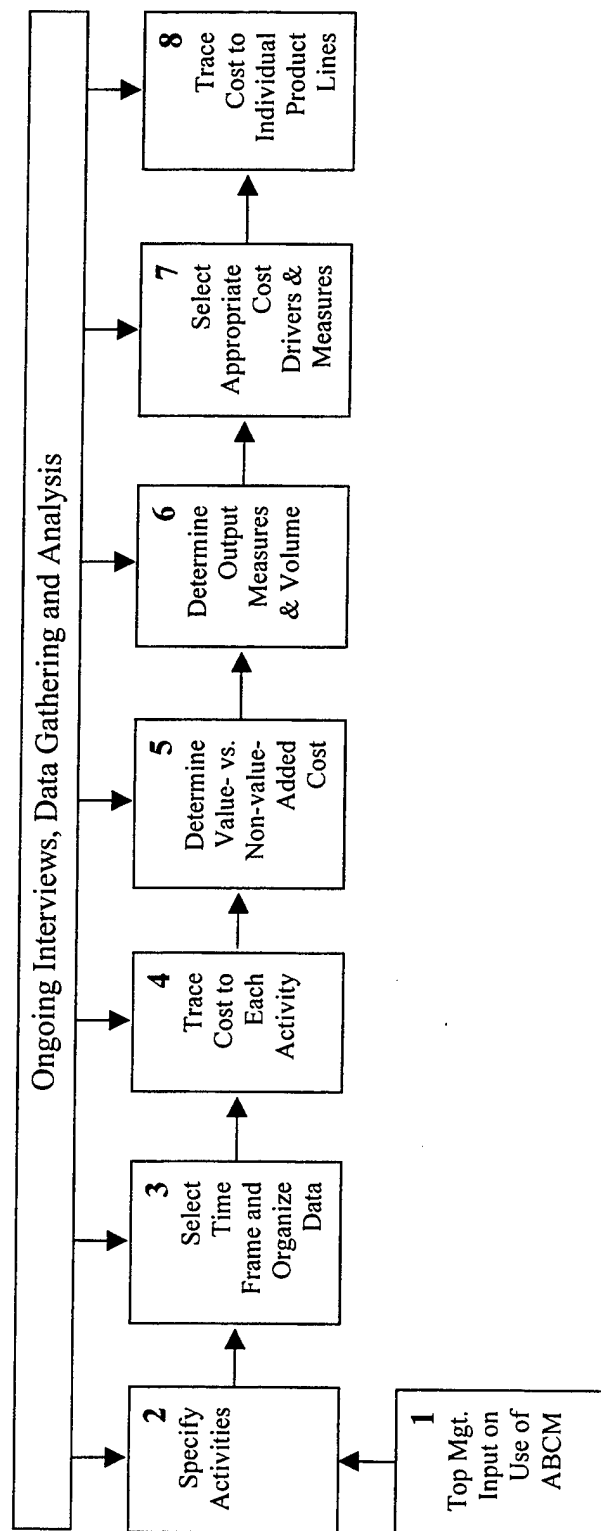 Ongoing Interviews, Data Gathering and Analysis
1
Top Mgt.
Input on
Use of
ABCM
2
Specify
Activities
3
Select
Time
Frame and
Organize
Data
4
Trace
Cost to
Each
Activity
5
Determine
Value- vs.
Non-value-
Added
Cost
6
Determine
Output
Measures
& Volume
7
Select
Appropriate
Cost
Drivers &
Measures
8
Trace
Cost to
Individual
Product
Lines